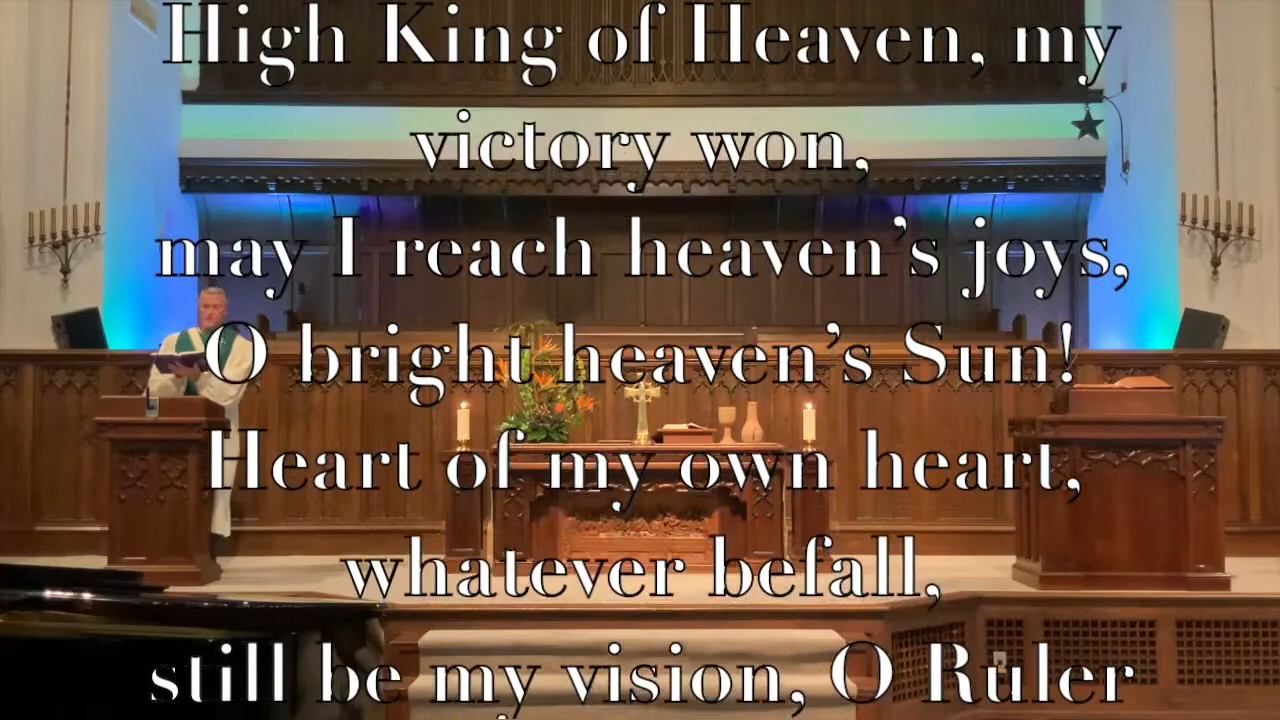 High King of Heaven, my
victory won,
may I reach heaven’s joys,
O bright heaven’s Sun!
Heart of my own heart,
whatever befall,
still be my vision, O Ruler